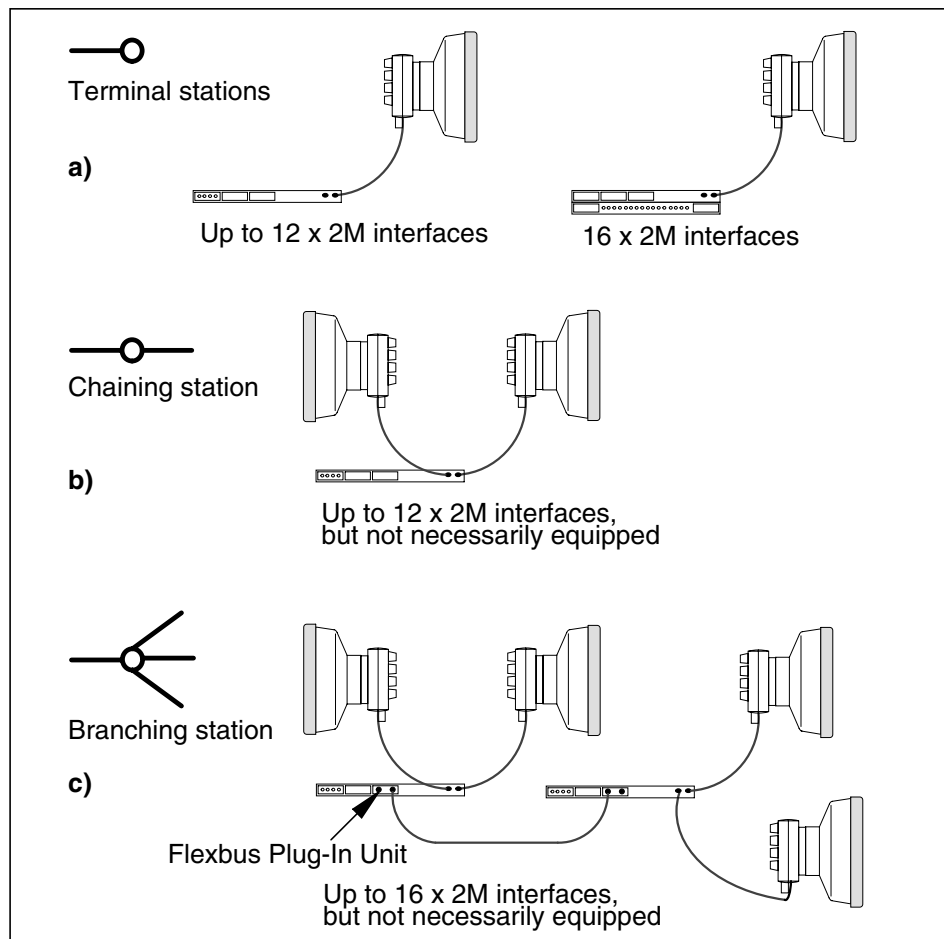 Terminal stations
a)
Up to 12 x 2M interfaces
16 x 2M interfaces
Chaining station
b)
Up to 12 x 2M interfaces,
but not necessarily equipped
Branching station
c)
Flexbus Plug-In Unit
Up to 16 x 2M interfaces,
but not necessarily equipped